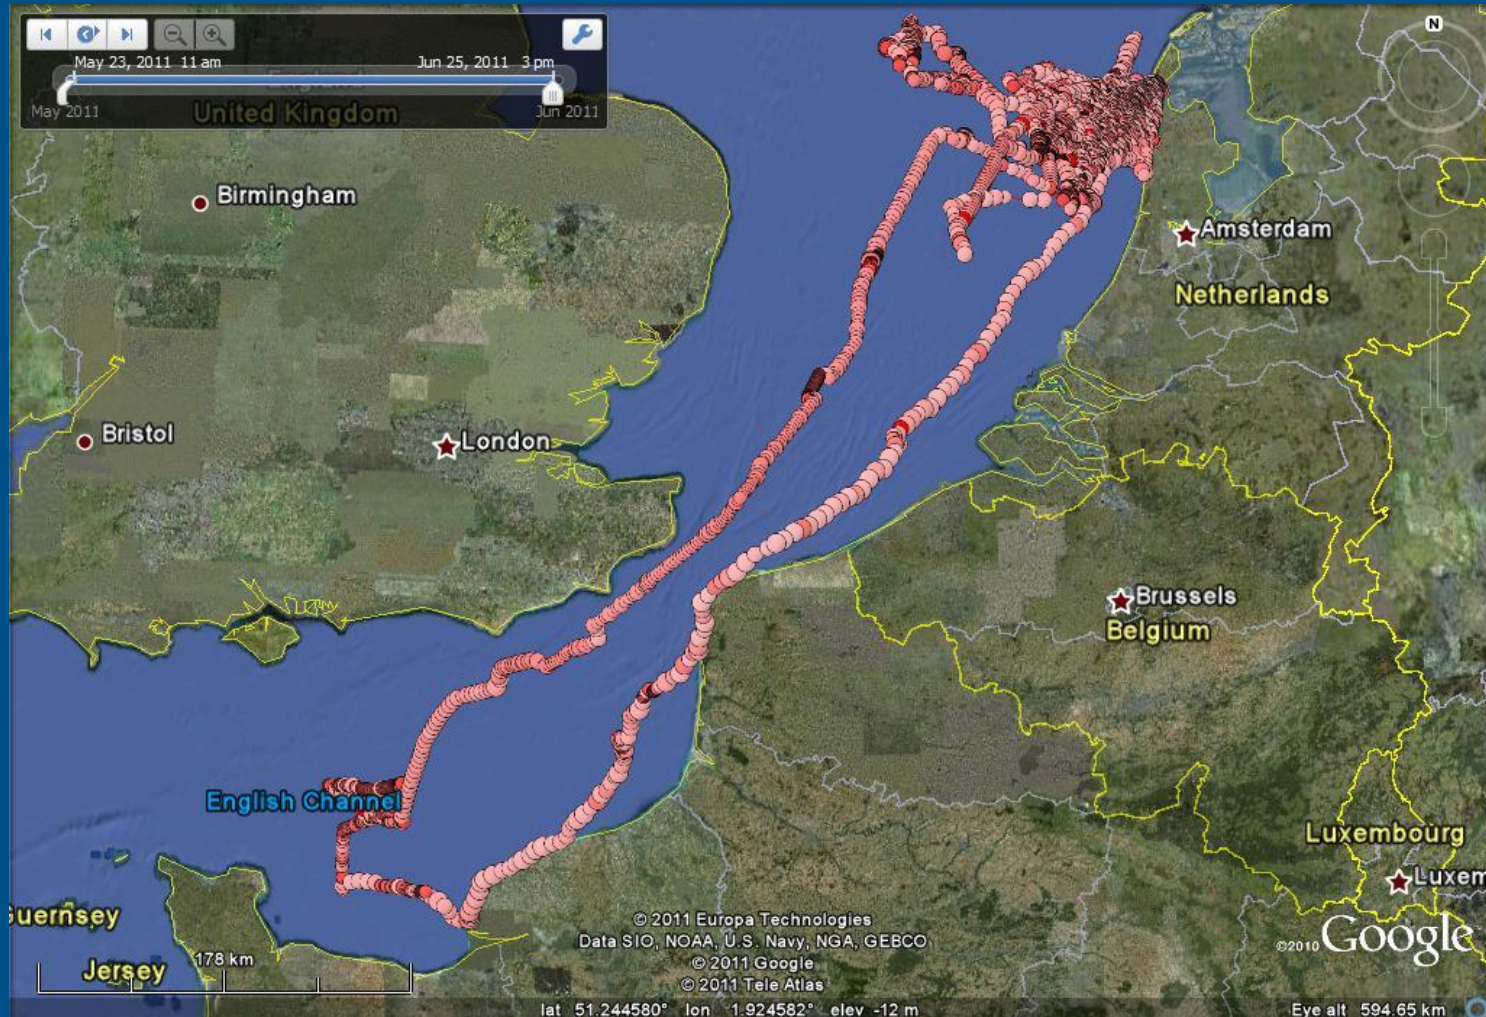 N
May 23, 2011 11 am
Jun 25, 2011 3 pm
England
May 2011
Jun 2011
United Kingdom
Birmingham
Amsterdam
Netherlands
Bristol
London
Brussels
Belgium
English Channel
Luxembourg
Luxem
Guernsey
Jersey
178 km
© 2011 Europa Technologies
Data SIO, NOAA, U.S. Navy, NGA, GEBCO
© 2011 Google
© 2011 Tele Atlas
©2010 Google
lat 51.244580° lon 1.924582° elev -12 m
Eye alt 594.65 km